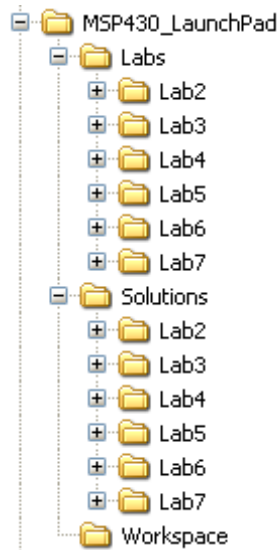 MSP430_LaunchPad
Labs
Lab2
Lab3
Lab4
Lab5
Lab6
Lab7
Solutions
Lab2
Lab3
Lab4
Lab5
Lab6
Lab7
Workspace